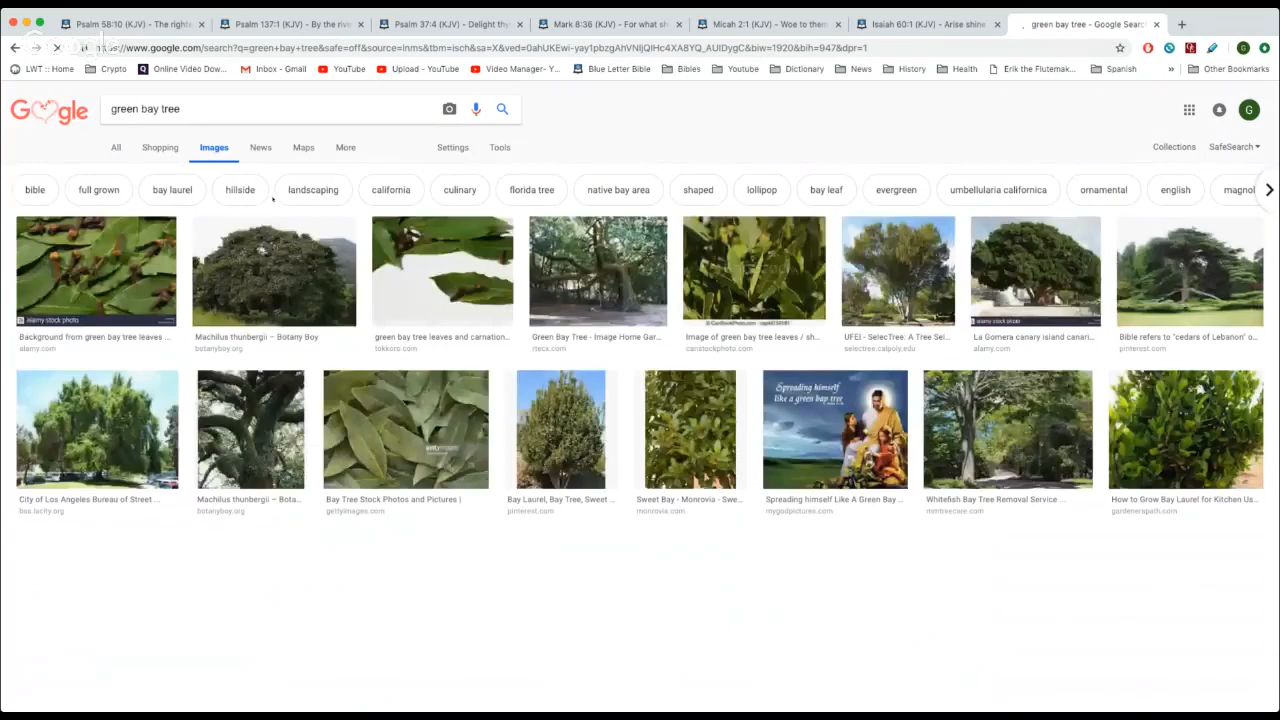 Psalm 58:10 (KJV) - The righte
Psalm 137:1 (KJV) - By the rive
Psalm 37:4 (KJV) - Delight thy
Mark 8:36 (KJV) - For what sh
Micah 2:1 (KJV) - Woe to them
Isaiah 60:1 (KJV) - Arise shine
green bay tree - Google Searc
https://www.google.com/search?q=green+bay+tree&safe=off&source=lnms&tbm=isch&sa=X&ved=0ahUKEwi-yay1pbzgAhVNIjQIHc4XA8YQ_AUIDygC&biw=1920&bih=947&dpr=1
LWT :: Home
Crypto
Online Video Dow...
Inbox - Gmail
YouTube
Upload - YouTube
Video Manager- Y...
Blue Letter Bible
Bibles
Youtube
Dictionary
News
History
Health
Erik the Flutemak...
Spanish
»
Other Bookmarks
Google
green bay tree
G
All
Shopping
Images
News
Maps
More
Settings
Tools
Collections
SafeSearch
bible
full grown
bay laurel
hillside
landscaping
california
culinary
florida tree
native bay area
shaped
lollipop
bay leaf
evergreen
umbellularia californica
ornamental
english
magnol
alamy stock photo
alamy stock photo
Background from green bay tree leaves ...
alamy.com
Machilus thunbergii – Botany Boy
botanyboy.org
green bay tree leaves and carnation...
tokkoro.com
Green Bay Tree - Image Home Gar...
rteck.com
Image of green bay tree leaves / sh...
canstockphoto.com
UFEI - SelecTree: A Tree Sel...
selectree.calpoly.edu
La Gomera canary island canari...
alamy.com
Bible refers to "cedars of Lebanon" o...
pinterest.com
Spreading himself
like a green bay tree
City of Los Angeles Bureau of Street ...
bss.lacity.org
Machilus thunbergii – Bota...
botanyboy.org
Bay Tree Stock Photos and Pictures |
gettyimages.com
Bay Laurel, Bay Tree, Sweet ...
pinterest.com
Sweet Bay - Monrovia - Swe...
monrovia.com
Spreading himself Like A Green Bay ...
mygodpictures.com
Whitefish Bay Tree Removal Service ...
mmtreecare.com
How to Grow Bay Laurel for Kitchen Us...
gardenerspath.com